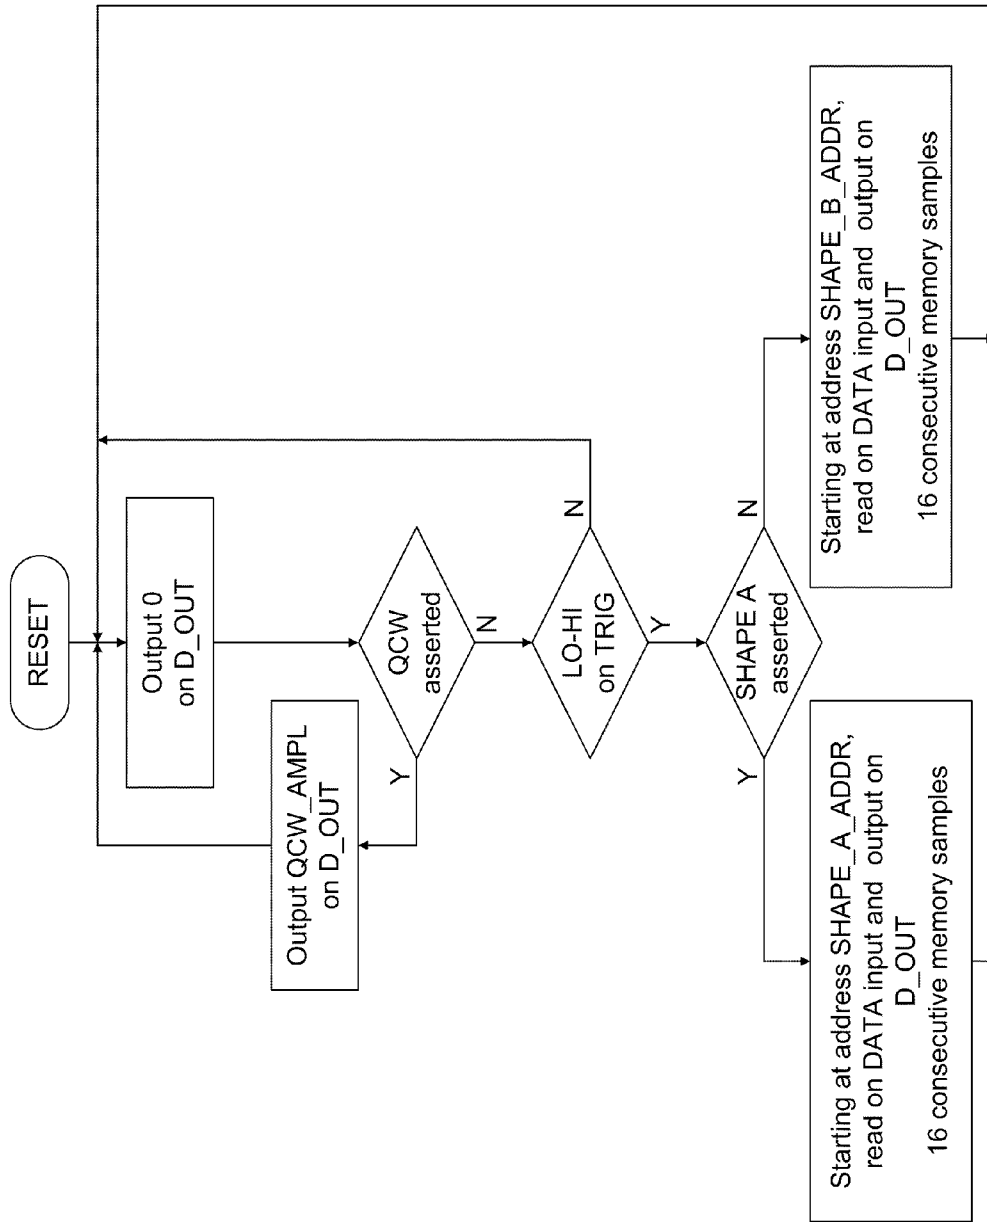 RESET
Output 0
on D_OUT
Output QCW_AMPL
on D_OUT
QCW
asserted
Y
N
LO-HI
on TRIG
N
Y
SHAPE A
asserted
Y
N
Starting at address SHAPE_A_ADDR,
read on DATA input and output on
D_OUT
16 consecutive memory samples
Starting at address SHAPE_B_ADDR,
read on DATA input and output on
D_OUT
16 consecutive memory samples